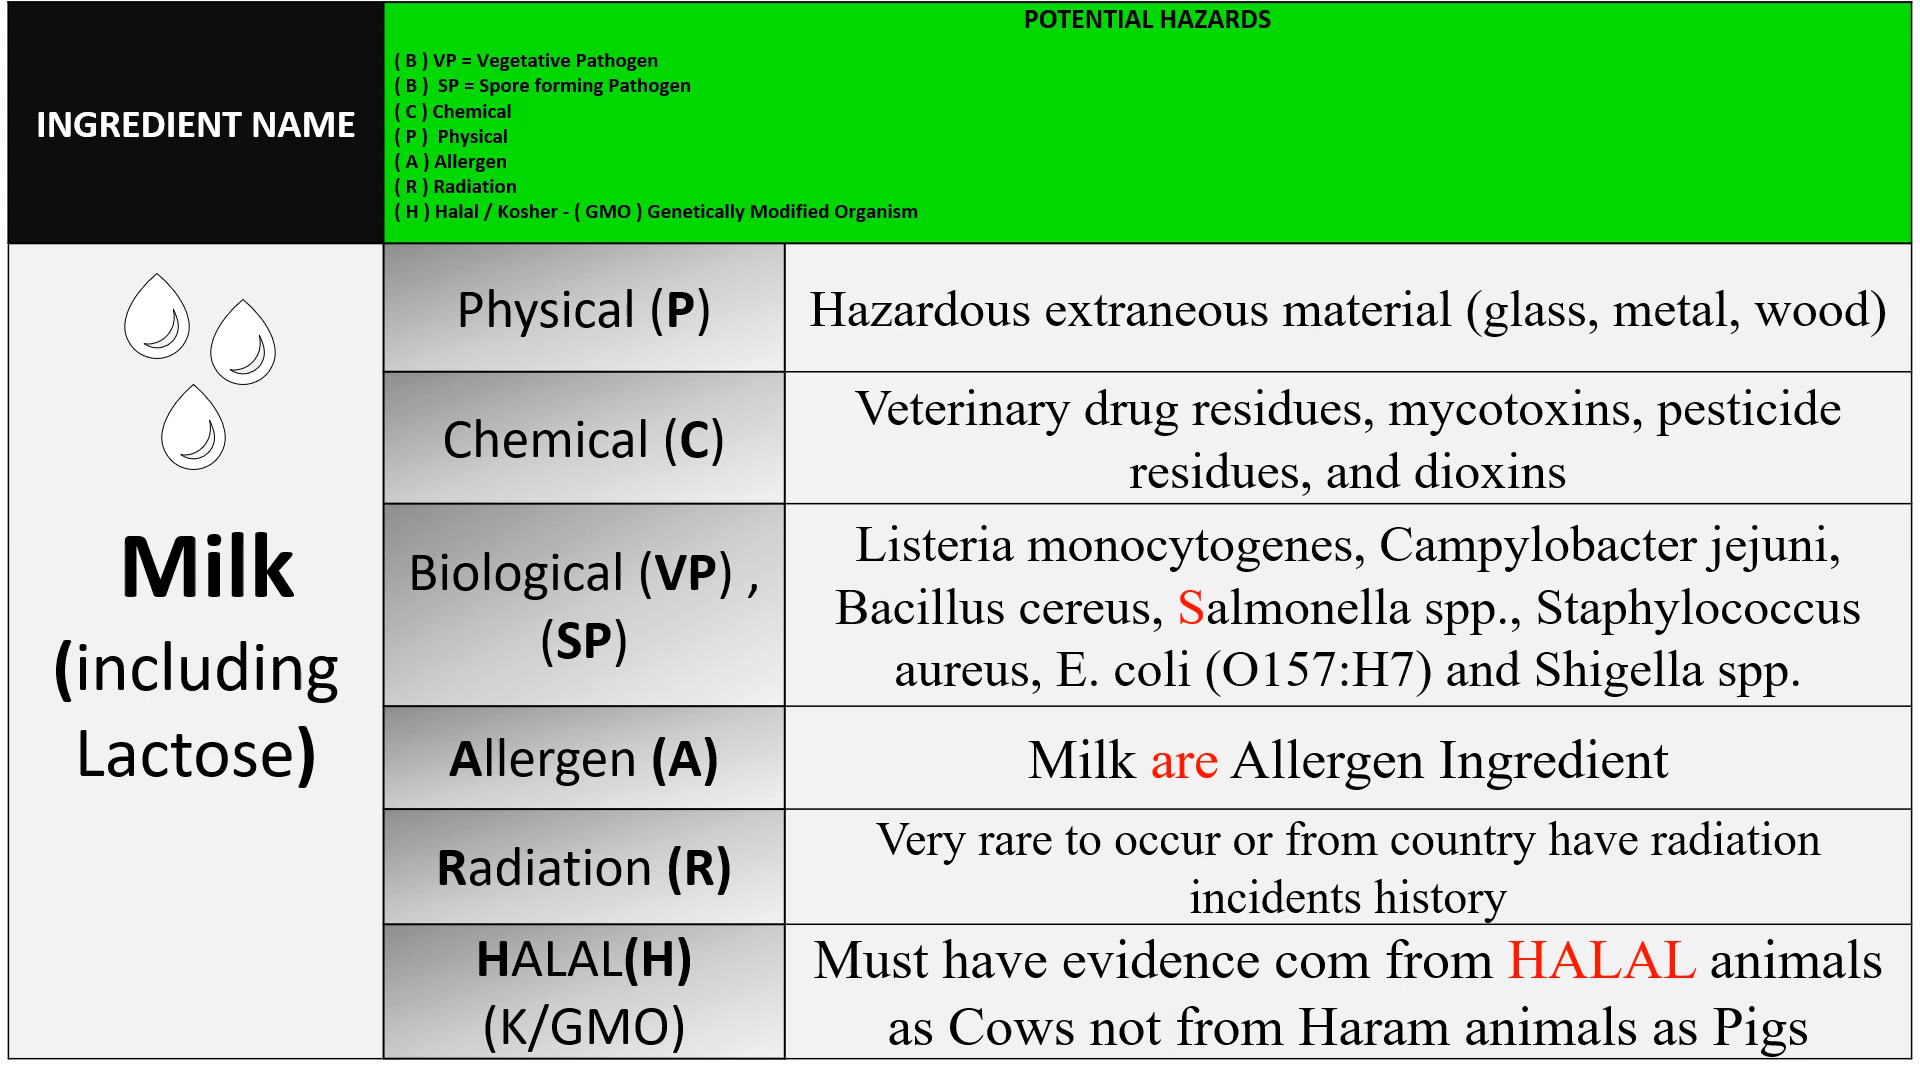 POTENTIAL HAZARDS
INGREDIENT NAME
( B ) VP = Vegetative Pathogen
( B )  SP = Spore forming Pathogen
( C ) Chemical
( P )  Physical
( A ) Allergen
( R ) Radiation
( H ) Halal / Kosher - ( GMO ) Genetically Modified Organism
Milk
(including
Lactose)
Physical (P)
Hazardous extraneous material (glass, metal, wood)
Chemical (C)
Veterinary drug residues, mycotoxins, pesticide
residues, and dioxins
Biological (VP) ,
(SP)
Listeria monocytogenes, Campylobacter jejuni,
Bacillus cereus, Salmonella spp., Staphylococcus
aureus, E. coli (O157:H7) and Shigella spp.
Allergen (A)
Milk are Allergen Ingredient
Radiation (R)
Very rare to occur or from country have radiation
incidents history
HALAL(H)
(K/GMO)
Must have evidence com from HALAL animals
as Cows not from Haram animals as Pigs